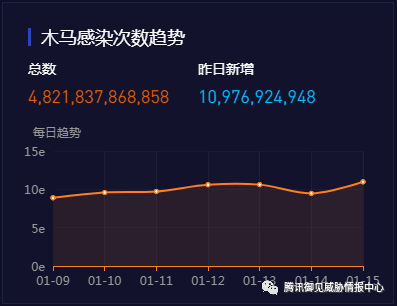 木马感染次数趋势
总数 昨日新增
4,821,837,868,858 10,976,924,948
每日趋势
15e
10e
5e
0e
01-09 01-10 01-11 01-12 01-13 01-14 01-15
腾讯御见威胁情报中心